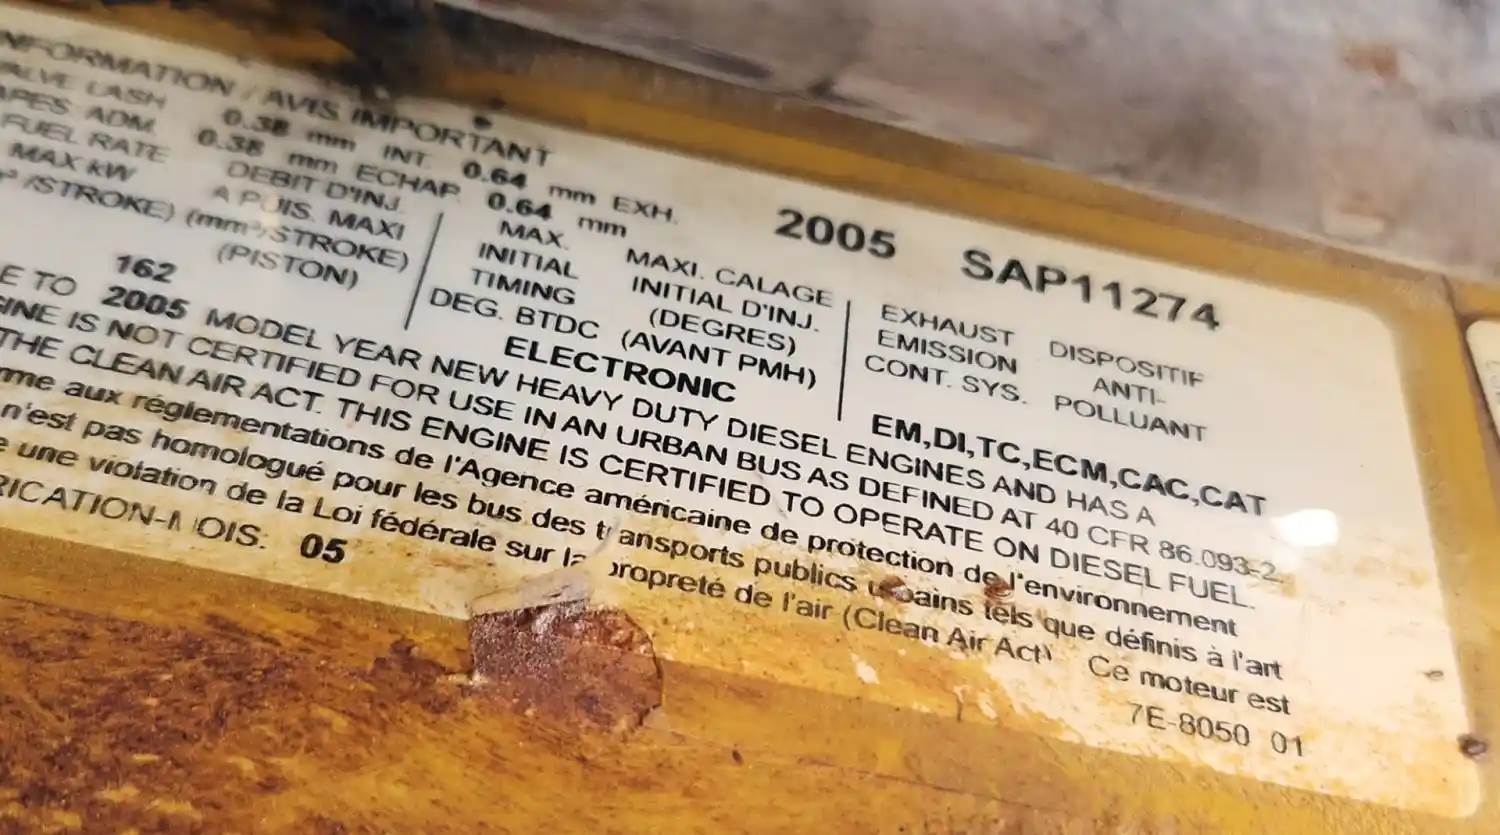 INFORMATION / AVIS IMPORTANT
VALVE LASH 0.38 mm INT. 0.64 mm EXH.
ADM. 0.38 mm ECHAP. 0.64 mm
2005 SAP11274
FUEL RATE DEBIT D'INJ.
MAX kW A PUIS. MAXI
/STROKE) (mm³/STROKE)
(PISTON)
162
MAX. MAXI. CALAGE
INITIAL INITIAL D'INJ.
TIMING (DEGRES)
DEG. BTDC (AVANT PMH)
ELECTRONIC
EXHAUST DISPOSITIF
EMISSION ANTI-
CONT. SYS. POLLUANT
EM,DI,TC,ECM,CAC,CAT
E TO 2005 MODEL YEAR NEW HEAVY DUTY DIESEL ENGINES AND HAS A
GINE IS NOT CERTIFIED FOR USE IN AN URBAN BUS AS DEFINED AT 40 CFR 86.093-2
THE CLEAN AIR ACT. THIS ENGINE IS CERTIFIED TO OPERATE ON DIESEL FUEL.
rme aux réglementations de l'Agence américaine de protection de l'environnement
n'est pas homologué pour les bus des transports publics urbains tels que définis à l'art
e une violation de la Loi fédérale sur la propreté de l'air (Clean Air Act) Ce moteur est
RICATION-MOIS. 05
7E-8050 01